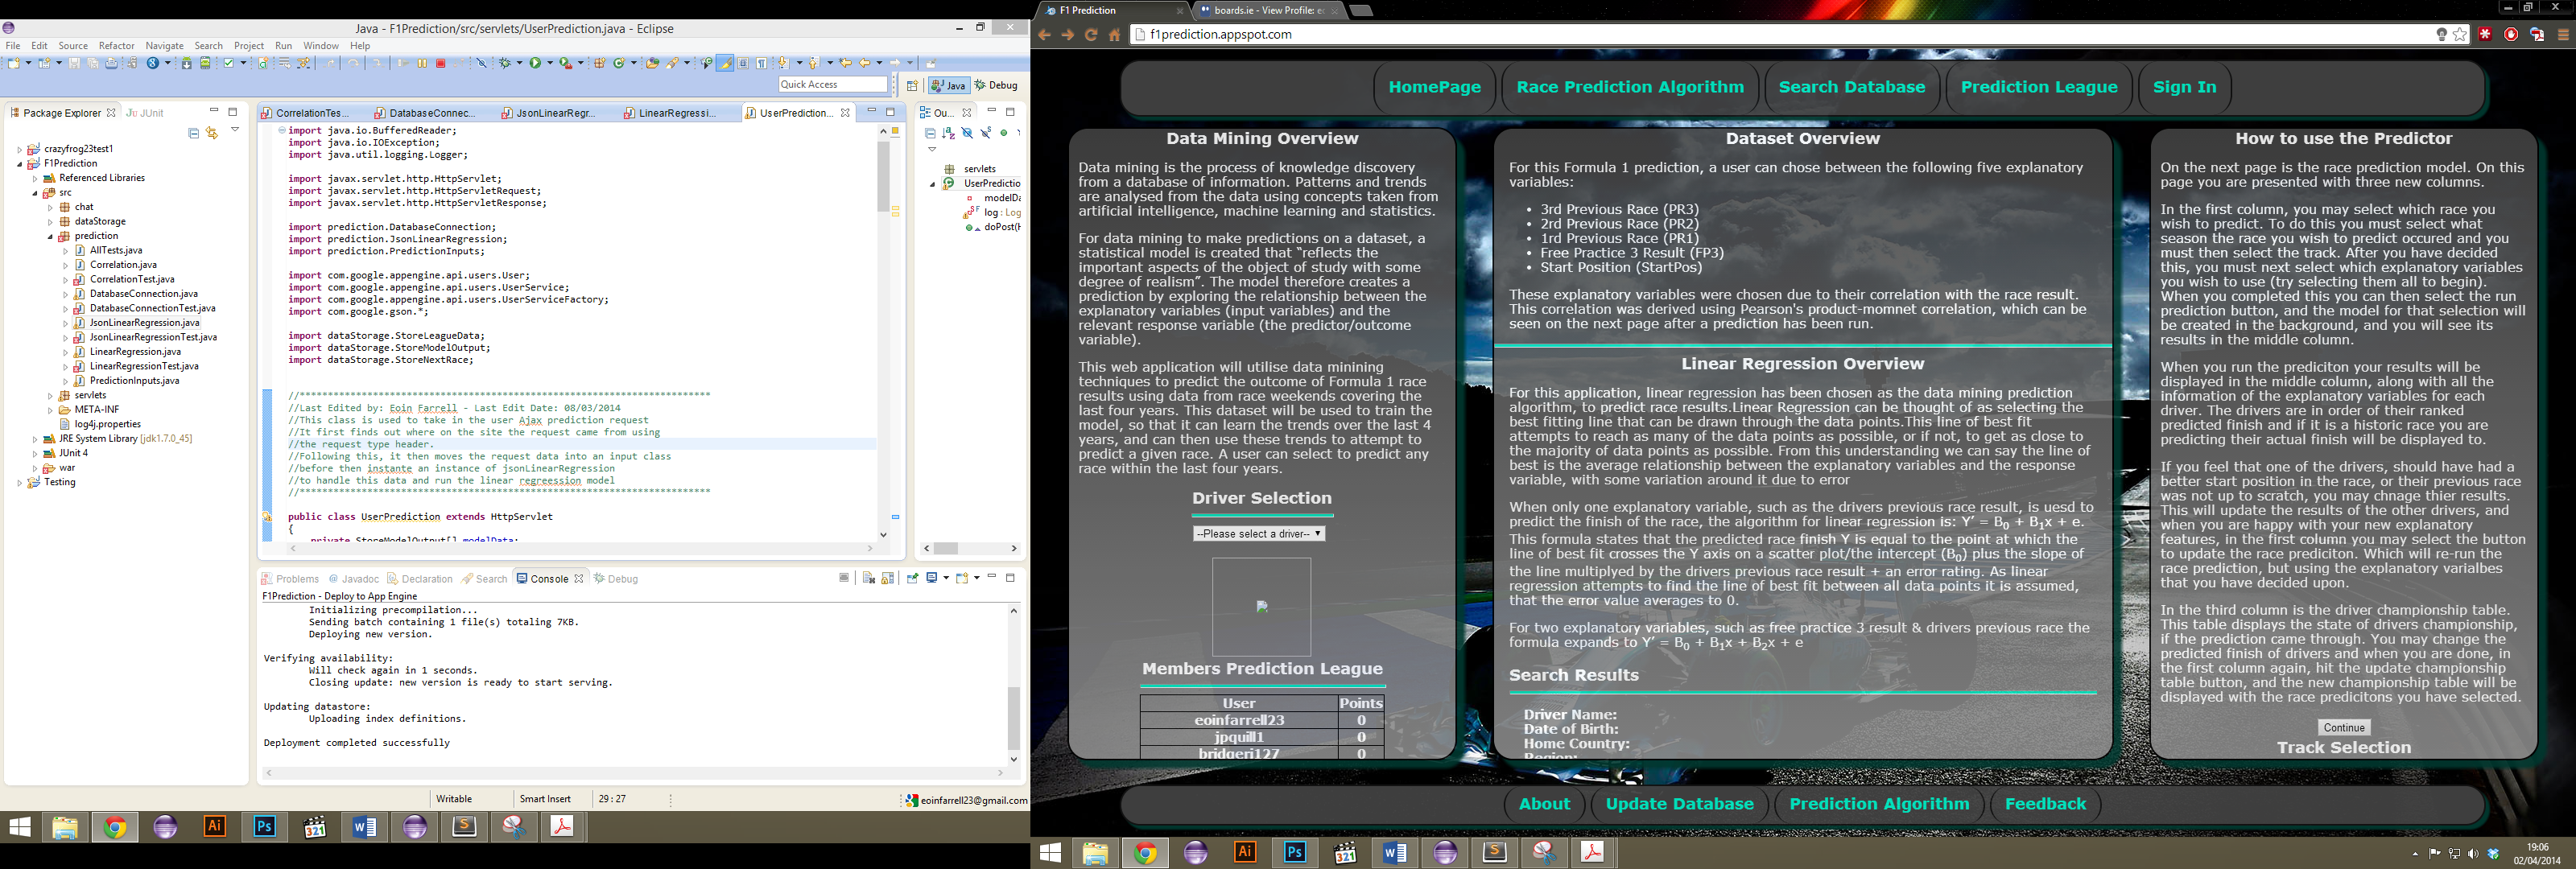 Java - F1Prediction/src/servlets/UserPrediction.java - Eclipse
File Edit Source Refactor Navigate Search Project Run Window Help
Quick Access
Java
Debug
Package Explorer
JUnit
crazyfrog23test1
F1Prediction
Referenced Libraries
src
chat
dataStorage
prediction
AllTests.java
Correlation.java
CorrelationTest.java
DatabaseConnection.java
DatabaseConnectionTest.java
JsonLinearRegression.java
JsonLinearRegressionTest.java
LinearRegression.java
LinearRegressionTest.java
PredictionInputs.java
servlets
META-INF
log4j.properties
JRE System Library [jdk1.7.0_45]
JUnit 4
war
Testing
CorrelationTes...
DatabaseConnec...
JsonLinearRegr...
LinearRegressi...
UserPrediction...
import java.io.BufferedReader;
import java.io.IOException;
import java.util.logging.Logger;
import javax.servlet.http.HttpServlet;
import javax.servlet.http.HttpServletRequest;
import javax.servlet.http.HttpServletResponse;
import prediction.DatabaseConnection;
import prediction.JsonLinearRegression;
import prediction.PredictionInputs;
import com.google.appengine.api.users.User;
import com.google.appengine.api.users.UserService;
import com.google.appengine.api.users.UserServiceFactory;
import com.google.gson.*;
import dataStorage.StoreLeagueData;
import dataStorage.StoreModelOutput;
import dataStorage.StoreNextRace;
//Last Edited by: Eoin Farrell - Last Edit Date: 08/03/2014
//This class is used to take in the user Ajax prediction request
//It first finds out where on the site the request came from using
//the request type header.
//Following this, it then moves the request data into an input class
//before then instante an instance of jsonLinearRegression
//to handle this data and run the linear regreession model
public class UserPrediction extends HttpServlet
{
private StoreModelOutput[] modelData;
Ou...
servlets
UserPredictio
modelDa
log : Log
doPost(H
Problems
@ Javadoc
Declaration
Search
Console
Debug
F1Prediction - Deploy to App Engine
Initializing precompilation...
Sending batch containing 1 file(s) totaling 7KB.
Deploying new version.
Verifying availability:
Will check again in 1 seconds.
Closing update: new version is ready to start serving.
Updating datastore:
Uploading index definitions.
Deployment completed successfully
Writable
Smart Insert
29 : 27
eoinfarrell23@gmail.com
F1 Prediction
boards.ie - View Profile: e
f1prediction.appspot.com
HomePage
Race Prediction Algorithm
Search Database
Prediction League
Sign In
Data Mining Overview
Data mining is the process of knowledge discovery
from a database of information. Patterns and trends
are analysed from the data using concepts taken from
artificial intelligence, machine learning and statistics.
For data mining to make predictions on a dataset, a
statistical model is created that “reflects the
important aspects of the object of study with some
degree of realism”. The model therefore creates a
prediction by exploring the relationship between the
explanatory variables (input variables) and the
relevant response variable (the predictor/outcome
variable).
This web application will utilise data minining
techniques to predict the outcome of Formula 1 race
results using data from race weekends covering the
last four years. This dataset will be used to train the
model, so that it can learn the trends over the last 4
years, and can then use these trends to attempt to
predict a given race. A user can select to predict any
race within the last four years.
Driver Selection
--Please select a driver--
Members Prediction League
User Points
eoinfarrell23 0
jpquill1 0
bridgeri127 0
Dataset Overview
For this Formula 1 prediction, a user can chose between the following five explanatory
variables:
• 3rd Previous Race (PR3)
• 2rd Previous Race (PR2)
• 1rd Previous Race (PR1)
• Free Practice 3 Result (FP3)
• Start Position (StartPos)
These explanatory variables were chosen due to their correlation with the race result.
This correlation was derived using Pearson's product-momnet correlation, which can be
seen on the next page after a prediction has been run.
Linear Regression Overview
For this application, linear regression has been chosen as the data mining prediction
algorithm, to predict race results.Linear Regression can be thought of as selecting the
best fitting line that can be drawn through the data points.This line of best fit
attempts to reach as many of the data points as possible, or if not, to get as close to
the majority of data points as possible. From this understanding we can say the line of
best is the average relationship between the explanatory variables and the response
variable, with some variation around it due to error
When only one explanatory variable, such as the drivers previous race result, is uesd to
predict the finish of the race, the algorithm for linear regression is: Y’ = B0 + B1x + e.
This formula states that the predicted race finish Y is equal to the point at which the
line of best fit crosses the Y axis on a scatter plot/the intercept (B0) plus the slope of
the line multiplyed by the drivers previous race result + an error rating. As linear
regression attempts to find the line of best fit between all data points it is assumed,
that the error value averages to 0.
For two explanatory variables, such as free practice 3 result & drivers previous race the
formula expands to Y’ = B0 + B1x + B2x + e
Search Results
Driver Name:
Date of Birth:
Home Country:
Region:
How to use the Predictor
On the next page is the race prediction model. On this
page you are presented with three new columns.
In the first column, you may select which race you
wish to predict. To do this you must select what
season the race you wish to predict occured and you
must then select the track. After you have decided
this, you must next select which explanatory variables
you wish to use (try selecting them all to begin).
When you completed this you can then select the run
prediction button, and the model for that selection will
be created in the background, and you will see its
results in the middle column.
When you run the prediciton your results will be
displayed in the middle column, along with all the
information of the explanatory variables for each
driver. The drivers are in order of their ranked
predicted finish and if it is a historic race you are
predicting their actual finish will be displayed to.
If you feel that one of the drivers, should have had a
better start position in the race, or their previous race
was not up to scratch, you may chnage thier results.
This will update the results of the other drivers, and
when you are happy with your new explanatory
features, in the first column you may select the button
to update the race prediciton. Which will re-run the
race prediction, but using the explanatory varialbes
that you have decided upon.
In the third column is the driver championship table.
This table displays the state of drivers championship,
if the prediction came through. You may change the
predicted finish of drivers and when you are done, in
the first column again, hit the update championship
table button, and the new championship table will be
displayed with the race predicitons you have selected.
Continue
Track Selection
About
Update Database
Prediction Algorithm
Feedback
19:06
02/04/2014